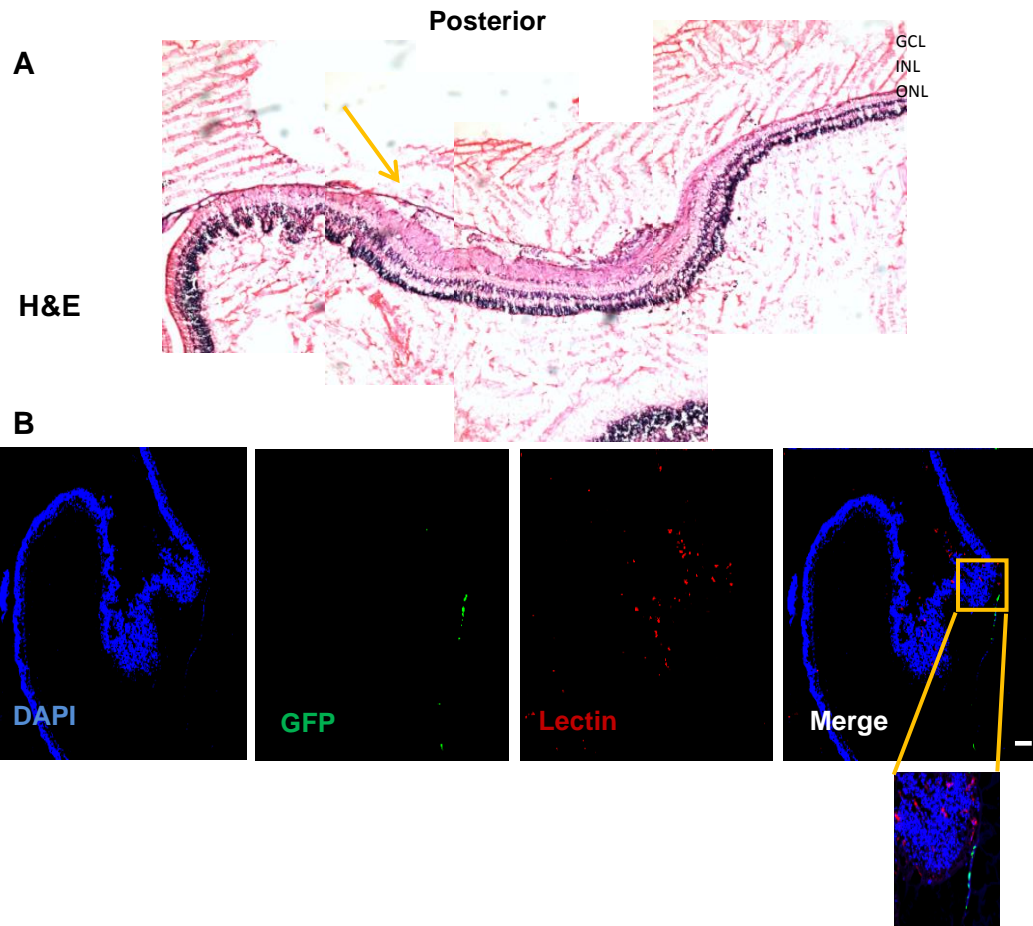 Posterior
A
GCL
INL
ONL
H&E
B
DAPI
GFP
Lectin
Merge